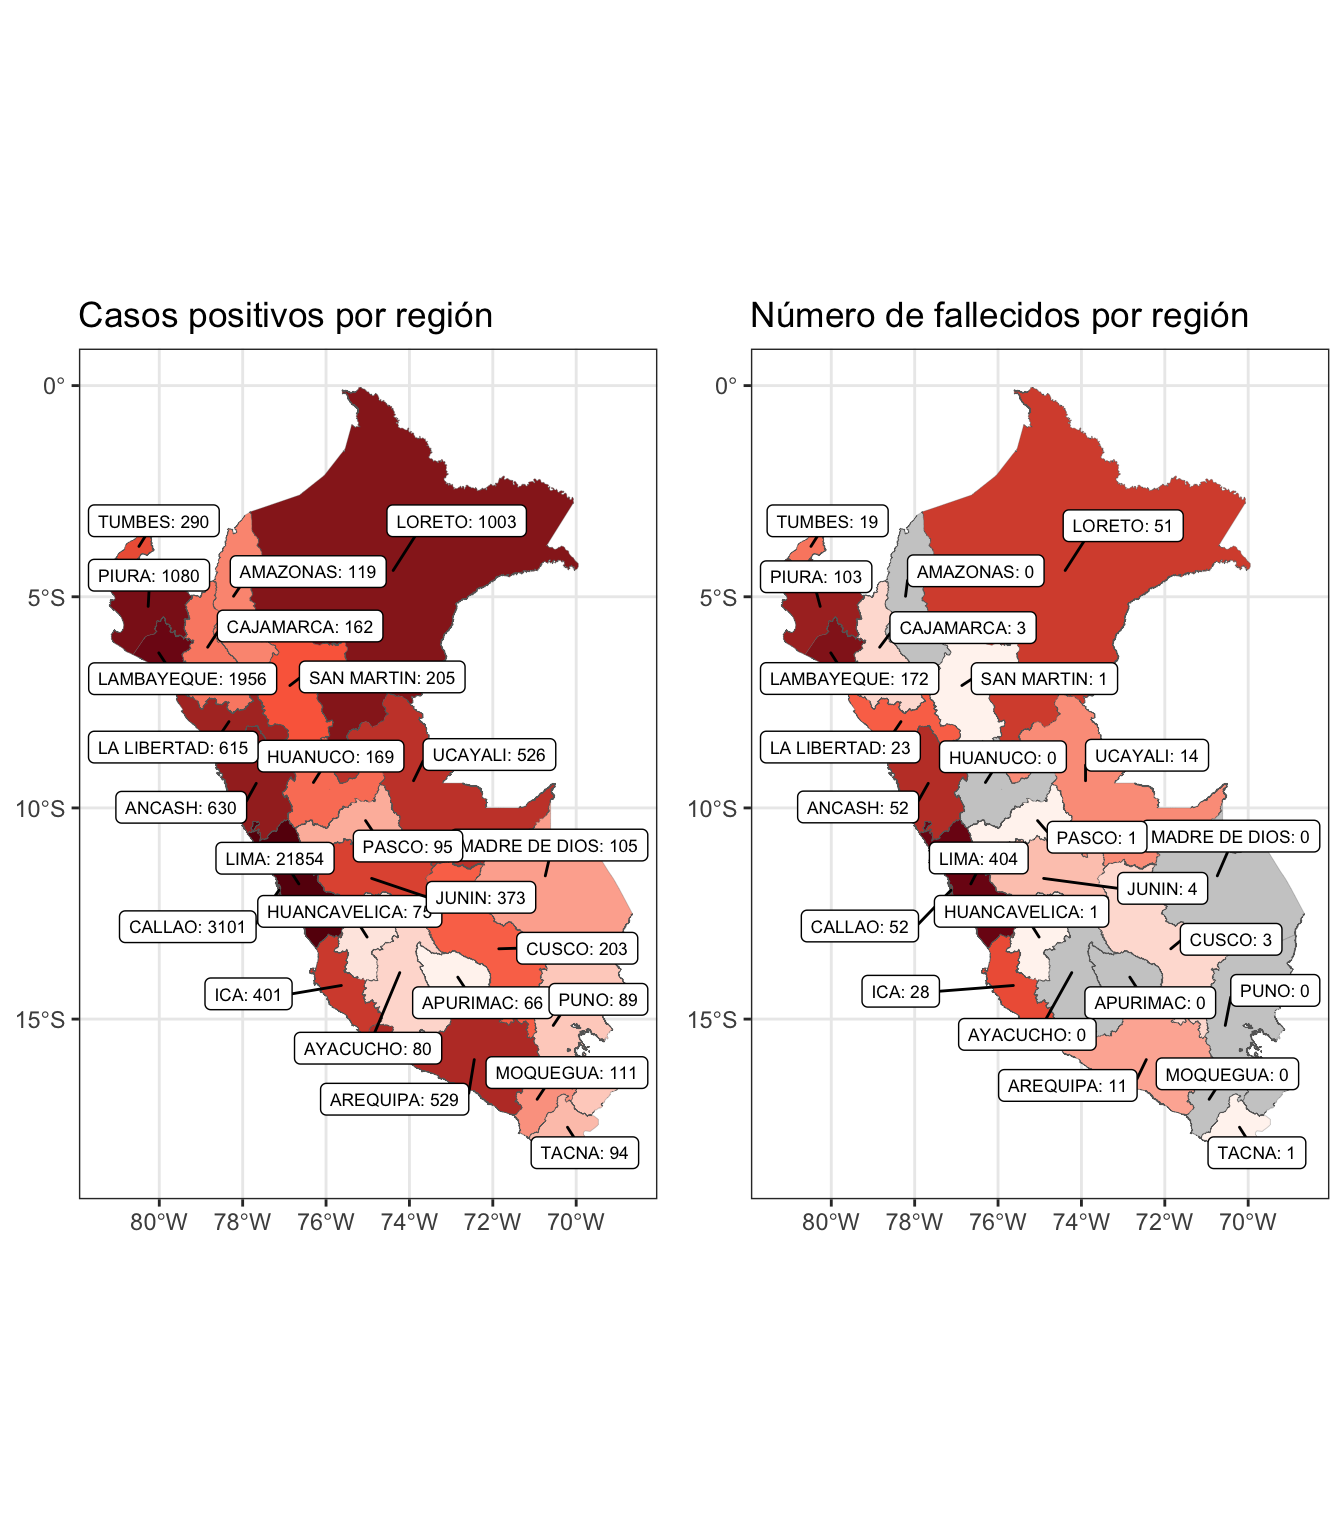 Casos positivos por región
0°
5°S
10°S
15°S
TUMBES: 290
LORETO: 1003
PIURA: 1080
AMAZONAS: 119
CAJAMARCA: 162
LAMBAYEQUE: 1956
SAN MARTIN: 205
LA LIBERTAD: 615
HUANUCO: 169
UCAYALI: 526
ANCASH: 630
PASCO: 95
MADRE DE DIOS: 105
LIMA: 21854
JUNIN: 373
HUANCAVELICA: 75
CALLAO: 3101
CUSCO: 203
ICA: 401
APURIMAC: 66
PUNO: 89
AYACUCHO: 80
MOQUEGUA: 111
AREQUIPA: 529
TACNA: 94
80°W 78°W 76°W 74°W 72°W 70°W
Número de fallecidos por región
0°
5°S
10°S
15°S
TUMBES: 19
LORETO: 51
PIURA: 103
AMAZONAS: 0
CAJAMARCA: 3
LAMBAYEQUE: 172
SAN MARTIN: 1
LA LIBERTAD: 23
HUANUCO: 0
UCAYALI: 14
ANCASH: 52
PASCO: 1
MADRE DE DIOS: 0
LIMA: 404
JUNIN: 4
HUANCAVELICA: 1
CALLAO: 52
CUSCO: 3
ICA: 28
APURIMAC: 0
PUNO: 0
AYACUCHO: 0
MOQUEGUA: 0
AREQUIPA: 11
TACNA: 1
80°W 78°W 76°W 74°W 72°W 70°W